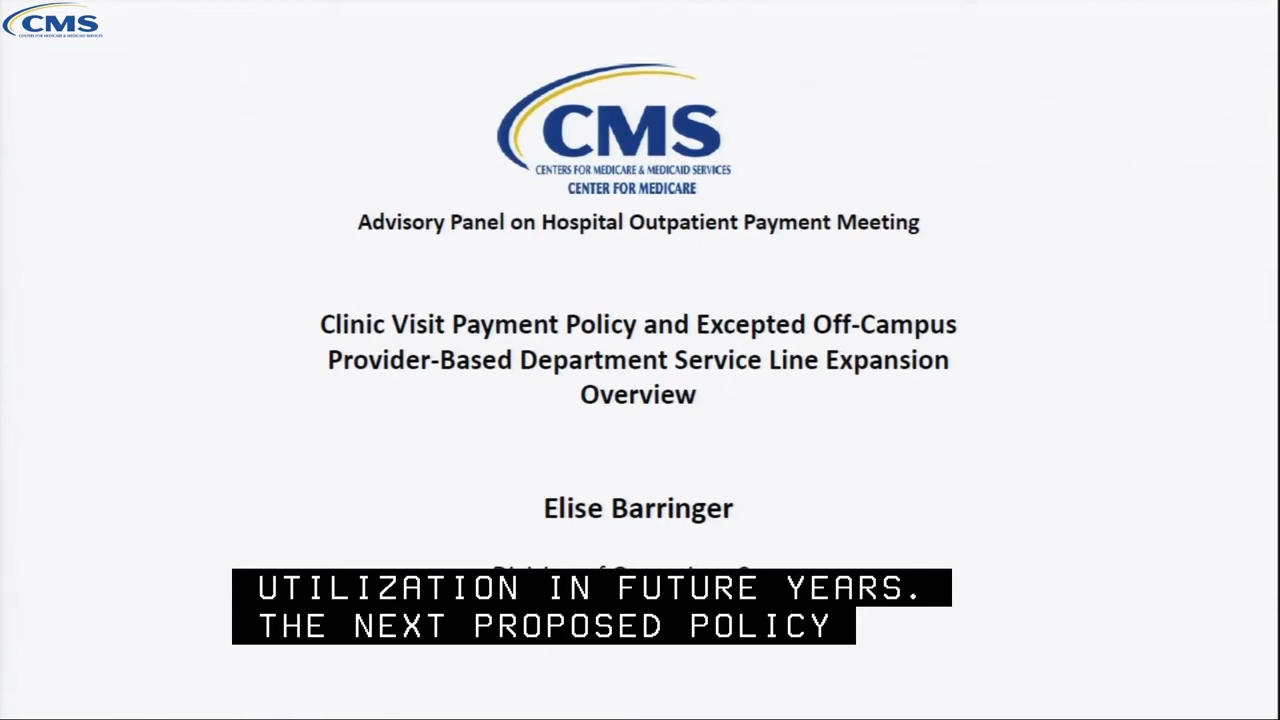 CMS
CENTERS FOR MEDICARE & MEDICAID SERVICES
CMS
CENTERS FOR MEDICARE & MEDICAID SERVICES
CENTER FOR MEDICARE
Advisory Panel on Hospital Outpatient Payment Meeting
Clinic Visit Payment Policy and Excepted Off-Campus
Provider-Based Department Service Line Expansion
Overview
Elise Barringer
UTILIZATION IN FUTURE YEARS.
THE NEXT PROPOSED POLICY